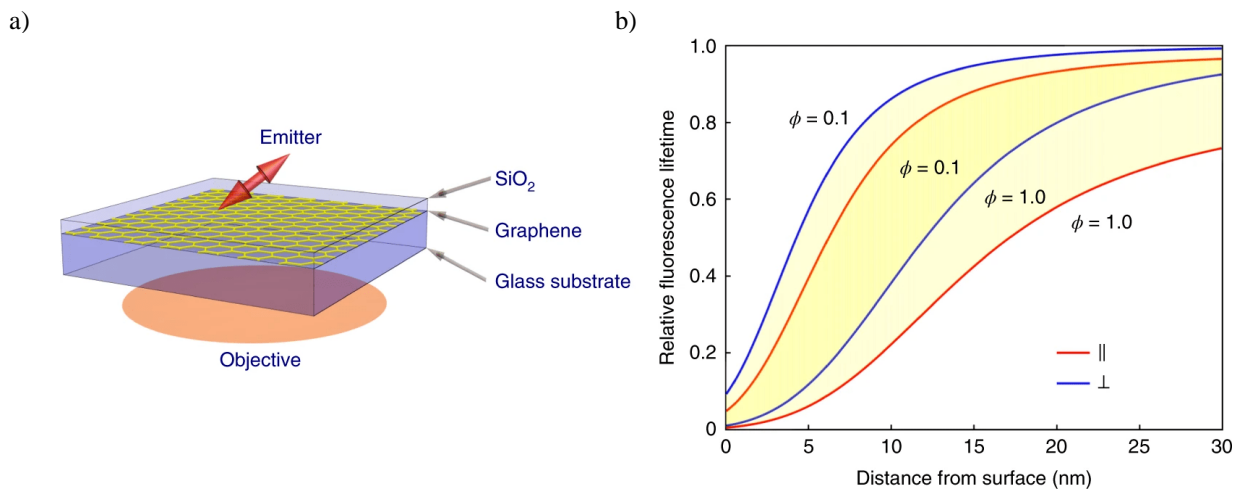 a)
Emitter
SiO₂
Graphene
Glass substrate
Objective
b)
Relative fluorescence lifetime
1.0
0.8
0.6
0.4
0.2
0
ϕ = 0.1
ϕ = 0.1
ϕ = 1.0
ϕ = 1.0
||
⊥
0 5 10 15 20 25 30
Distance from surface (nm)